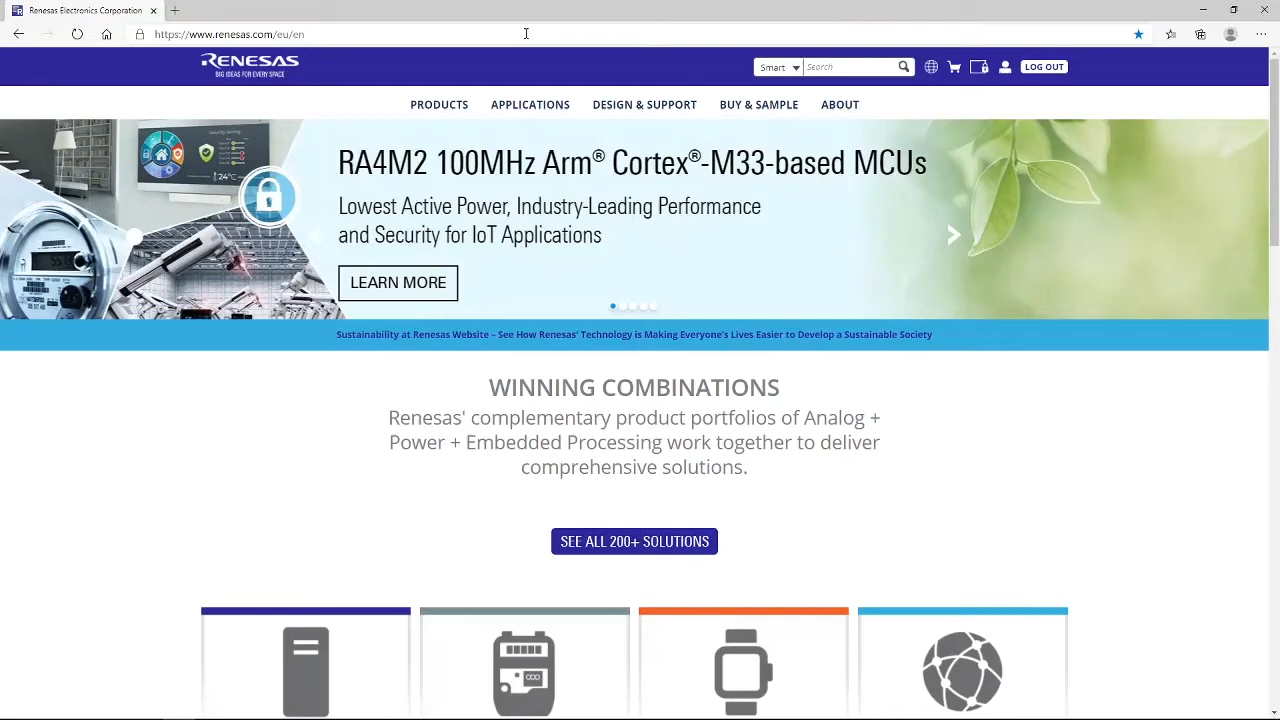 Renesas Electronics Corporation
https://www.renesas.com/eu/en
RENESAS
BIG IDEAS FOR EVERY SPACE
Smart
Search
LOG OUT
PRODUCTS
APPLICATIONS
DESIGN & SUPPORT
BUY & SAMPLE
ABOUT
24°C
RA4M2 100MHz Arm® Cortex®-M33-based MCUs
Lowest Active Power, Industry-Leading Performance
and Security for IoT Applications
LEARN MORE
Sustainability at Renesas Website – See How Renesas' Technology is Making Everyone's Lives Easier to Develop a Sustainable Society
WINNING COMBINATIONS
Renesas' complementary product portfolios of Analog +
Power + Embedded Processing work together to deliver
comprehensive solutions.
SEE ALL 200+ SOLUTIONS